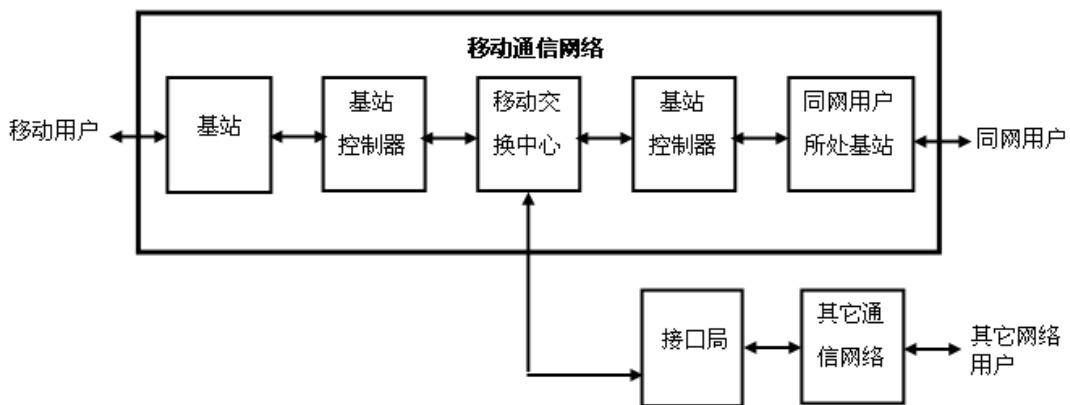 移动通信网络
移动用户
基站
基站
控制器
移动交
换中心
基站
控制器
同网用户
所处基站
同网用户
接口局
其它通
信网络
其它网络
用户